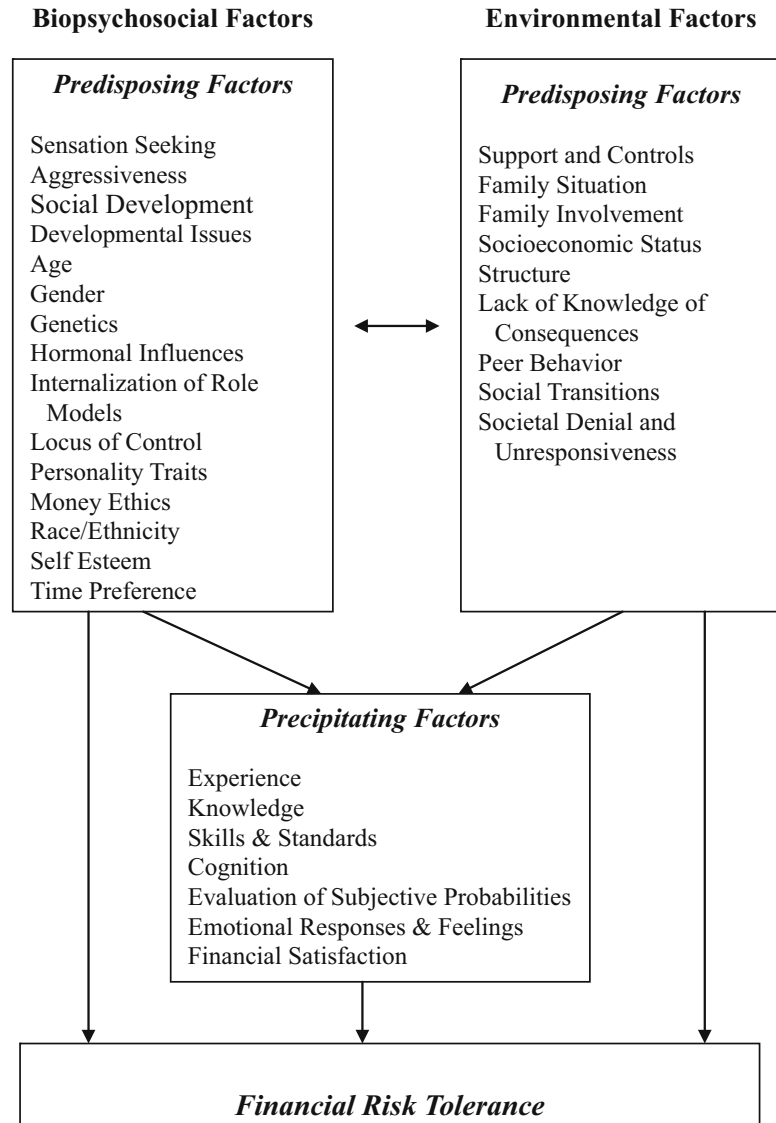 Biopsychosocial Factors
Environmental Factors
Predisposing Factors
Sensation Seeking
Aggressiveness
Social Development
Developmental Issues
Age
Gender
Genetics
Hormonal Influences
Internalization of Role
Models
Locus of Control
Personality Traits
Money Ethics
Race/Ethnicity
Self Esteem
Time Preference
Predisposing Factors
Support and Controls
Family Situation
Family Involvement
Socioeconomic Status
Structure
Lack of Knowledge of
Consequences
Peer Behavior
Social Transitions
Societal Denial and
Unresponsiveness
Precipitating Factors
Experience
Knowledge
Skills & Standards
Cognition
Evaluation of Subjective Probabilities
Emotional Responses & Feelings
Financial Satisfaction
Financial Risk Tolerance